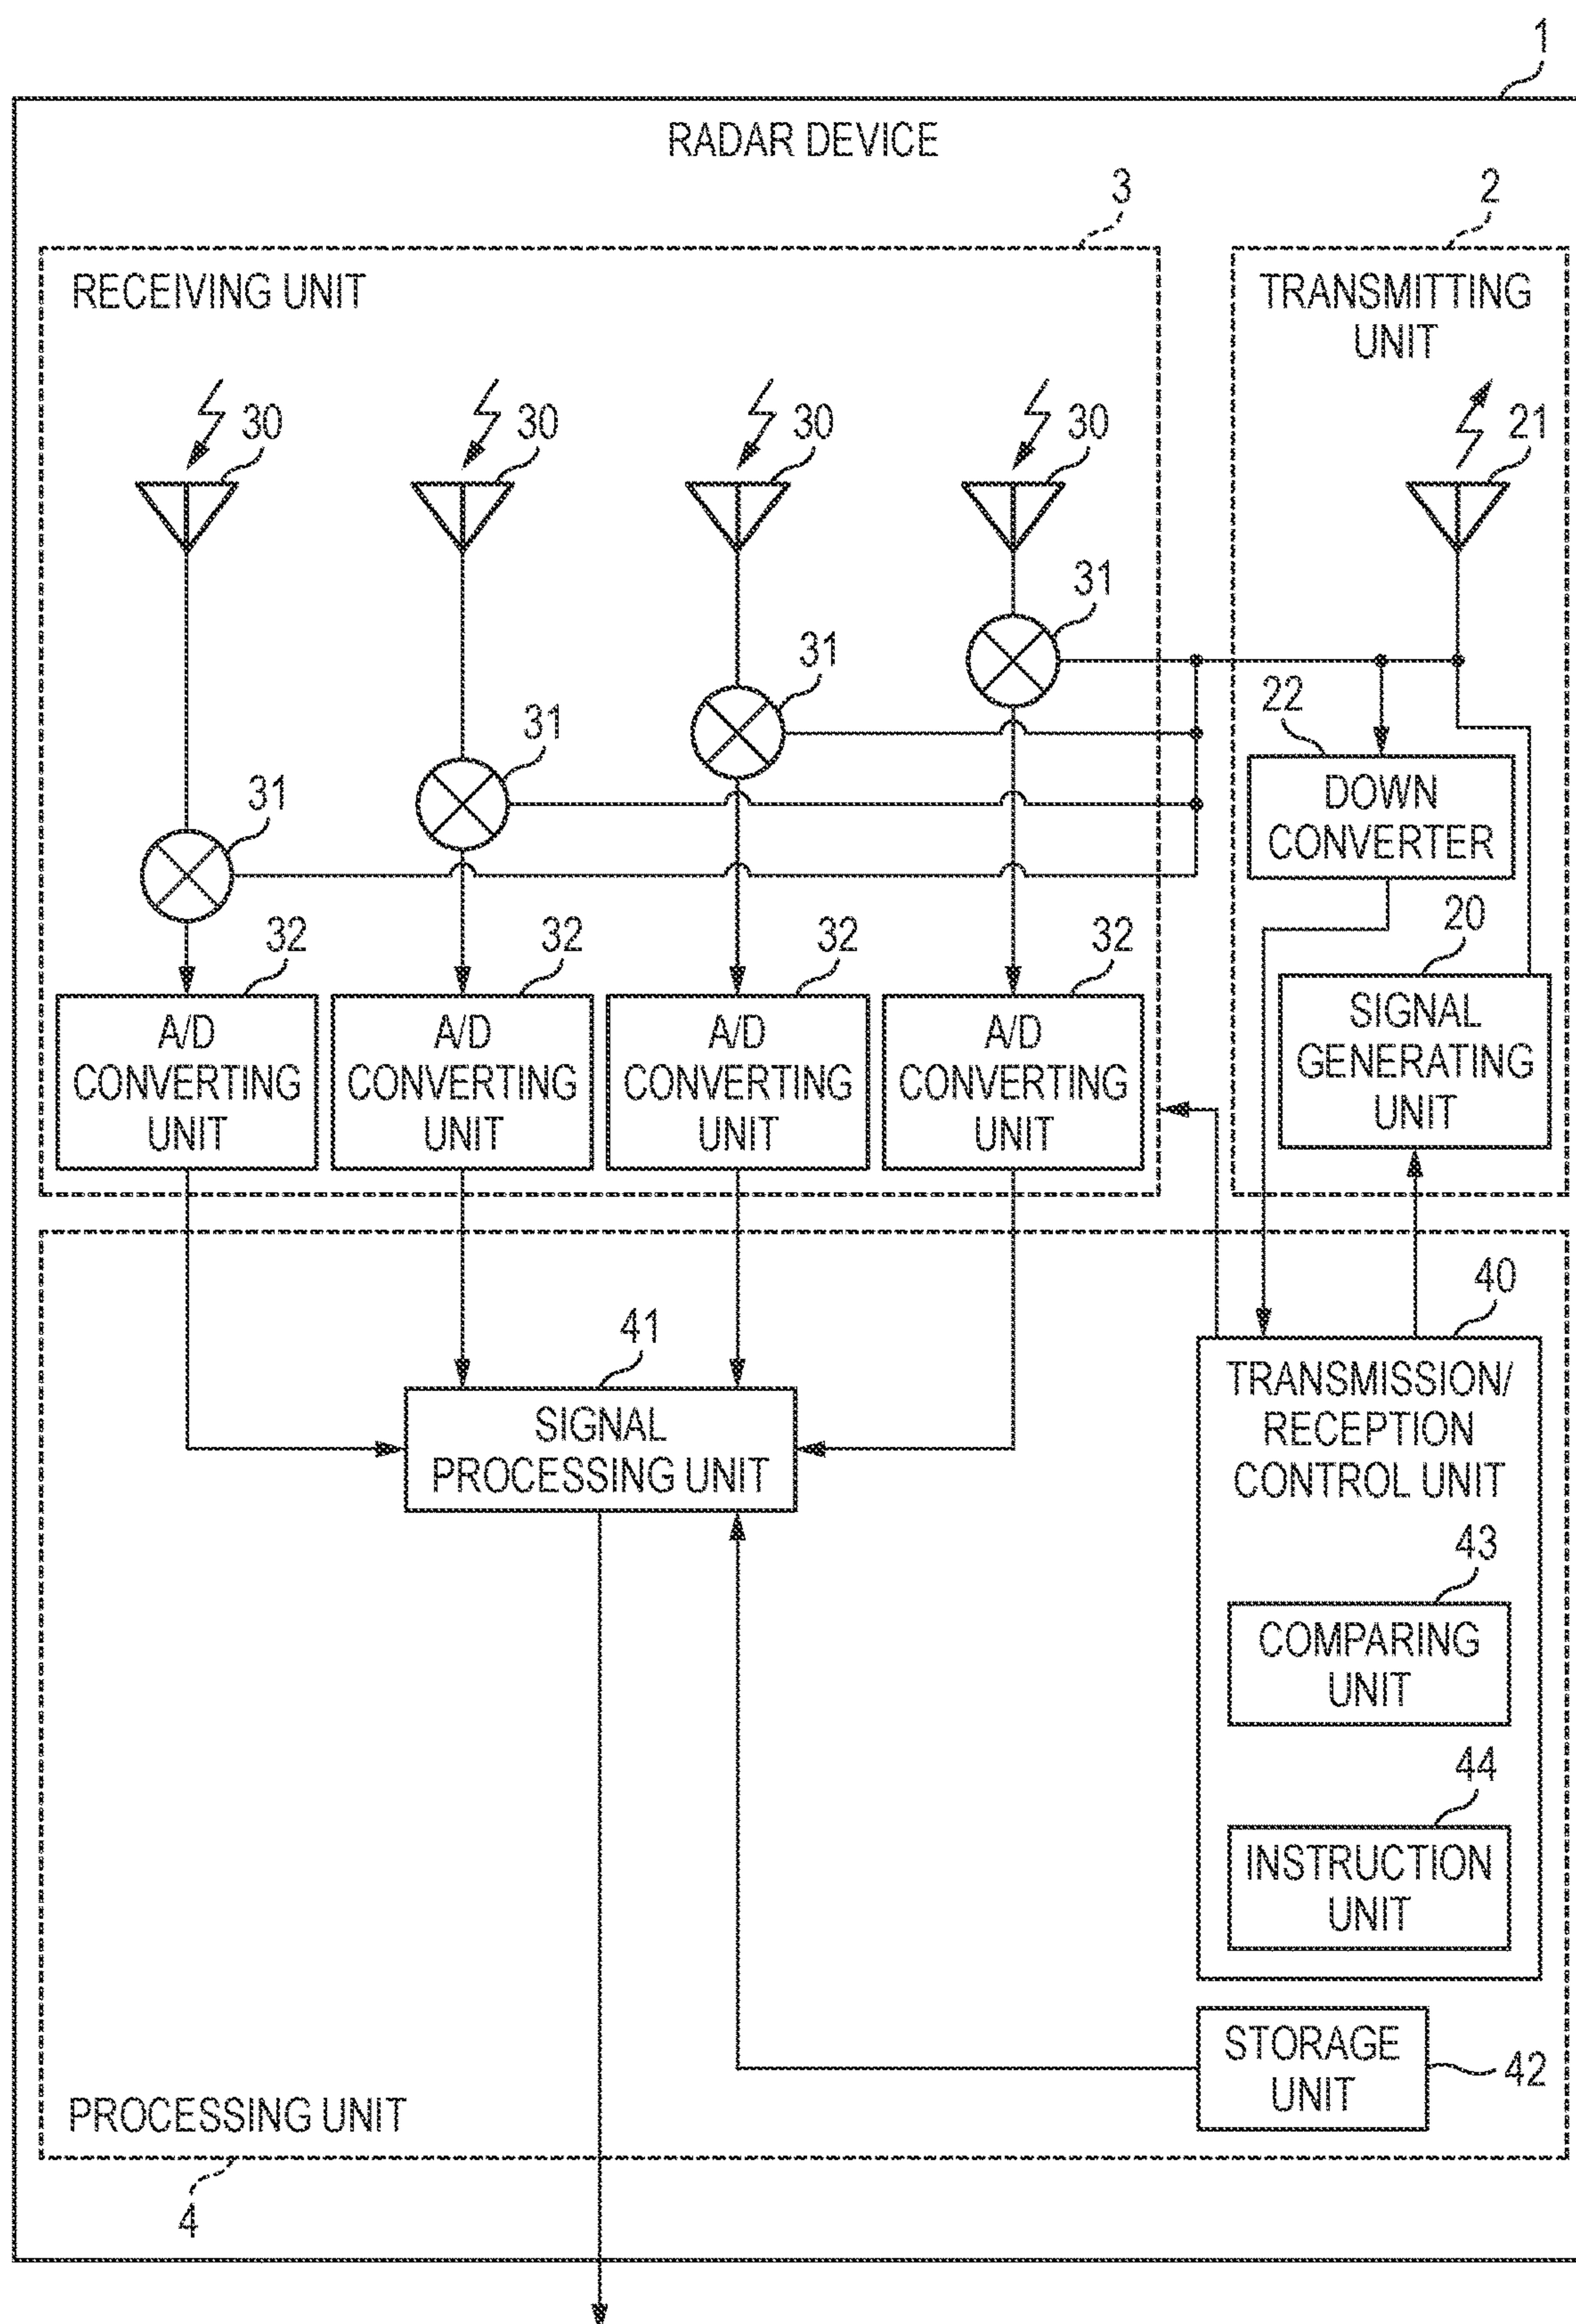 1
RADAR DEVICE
3
2
RECEIVING UNIT
TRANSMITTING
UNIT
30
30
30
30
21
31
31
31
31
22
DOWN
CONVERTER
32
32
32
32
20
A/D
CONVERTING
UNIT
A/D
CONVERTING
UNIT
A/D
CONVERTING
UNIT
A/D
CONVERTING
UNIT
SIGNAL
GENERATING
UNIT
41
SIGNAL
PROCESSING UNIT
40
TRANSMISSION/
RECEPTION
CONTROL UNIT
43
COMPARING
UNIT
44
INSTRUCTION
UNIT
STORAGE
UNIT
42
PROCESSING UNIT
4